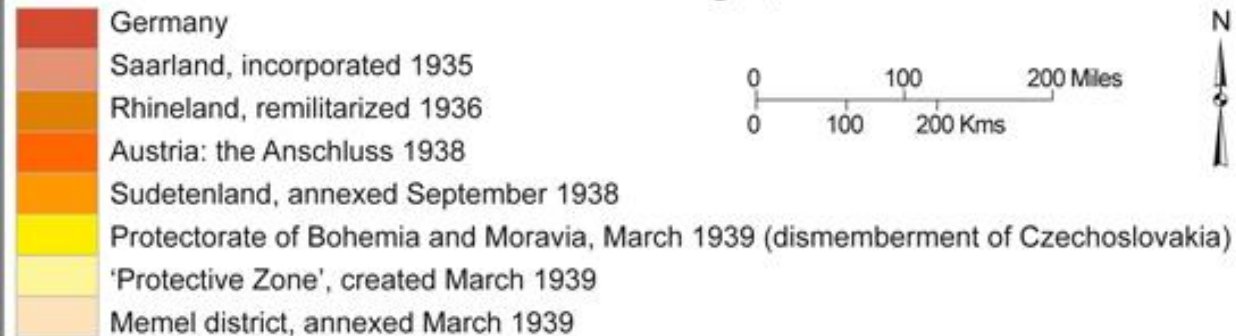 Germany
Saarland, incorporated 1935
Rhineland, remilitarized 1936
Austria: the Anschluss 1938
Sudetenland, annexed September 1938
Protectorate of Bohemia and Moravia, March 1939 (dismemberment of Czechoslovakia)
‘Protective Zone’, created March 1939
Memel district, annexed March 1939
0 100 200 Miles
0 100 200 Kms
N